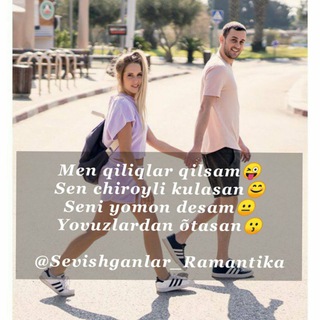 Men qiliqlar qilsam😜
Sen chiroyli kulasan😊
Seni yomon desam😐
Yovuzlardan õtasan😗
@Sevishganlar_Ramantika